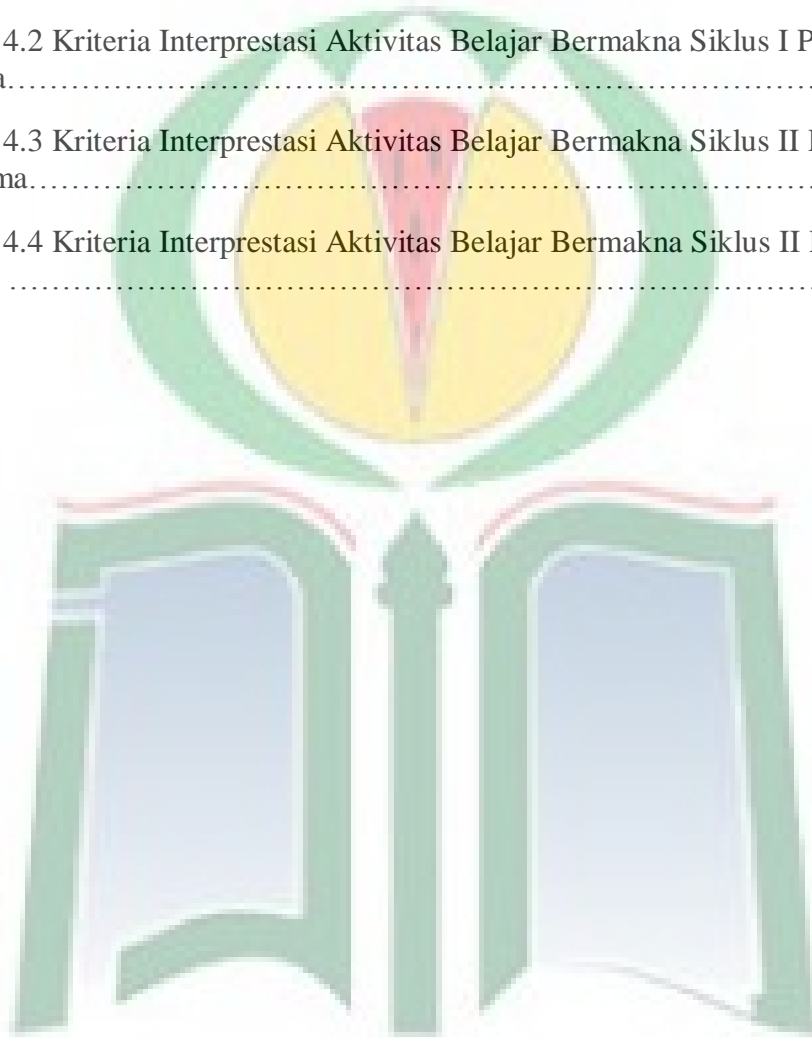 4.2 Kriteria Interprestasi Aktivitas Belajar Bermakna Siklus I P
a……………………………………………………………………
4.3 Kriteria Interprestasi Aktivitas Belajar Bermakna Siklus II
ma…………………………………………………………………
4.4 Kriteria Interprestasi Aktivitas Belajar Bermakna Siklus II
……………………………………………………………………